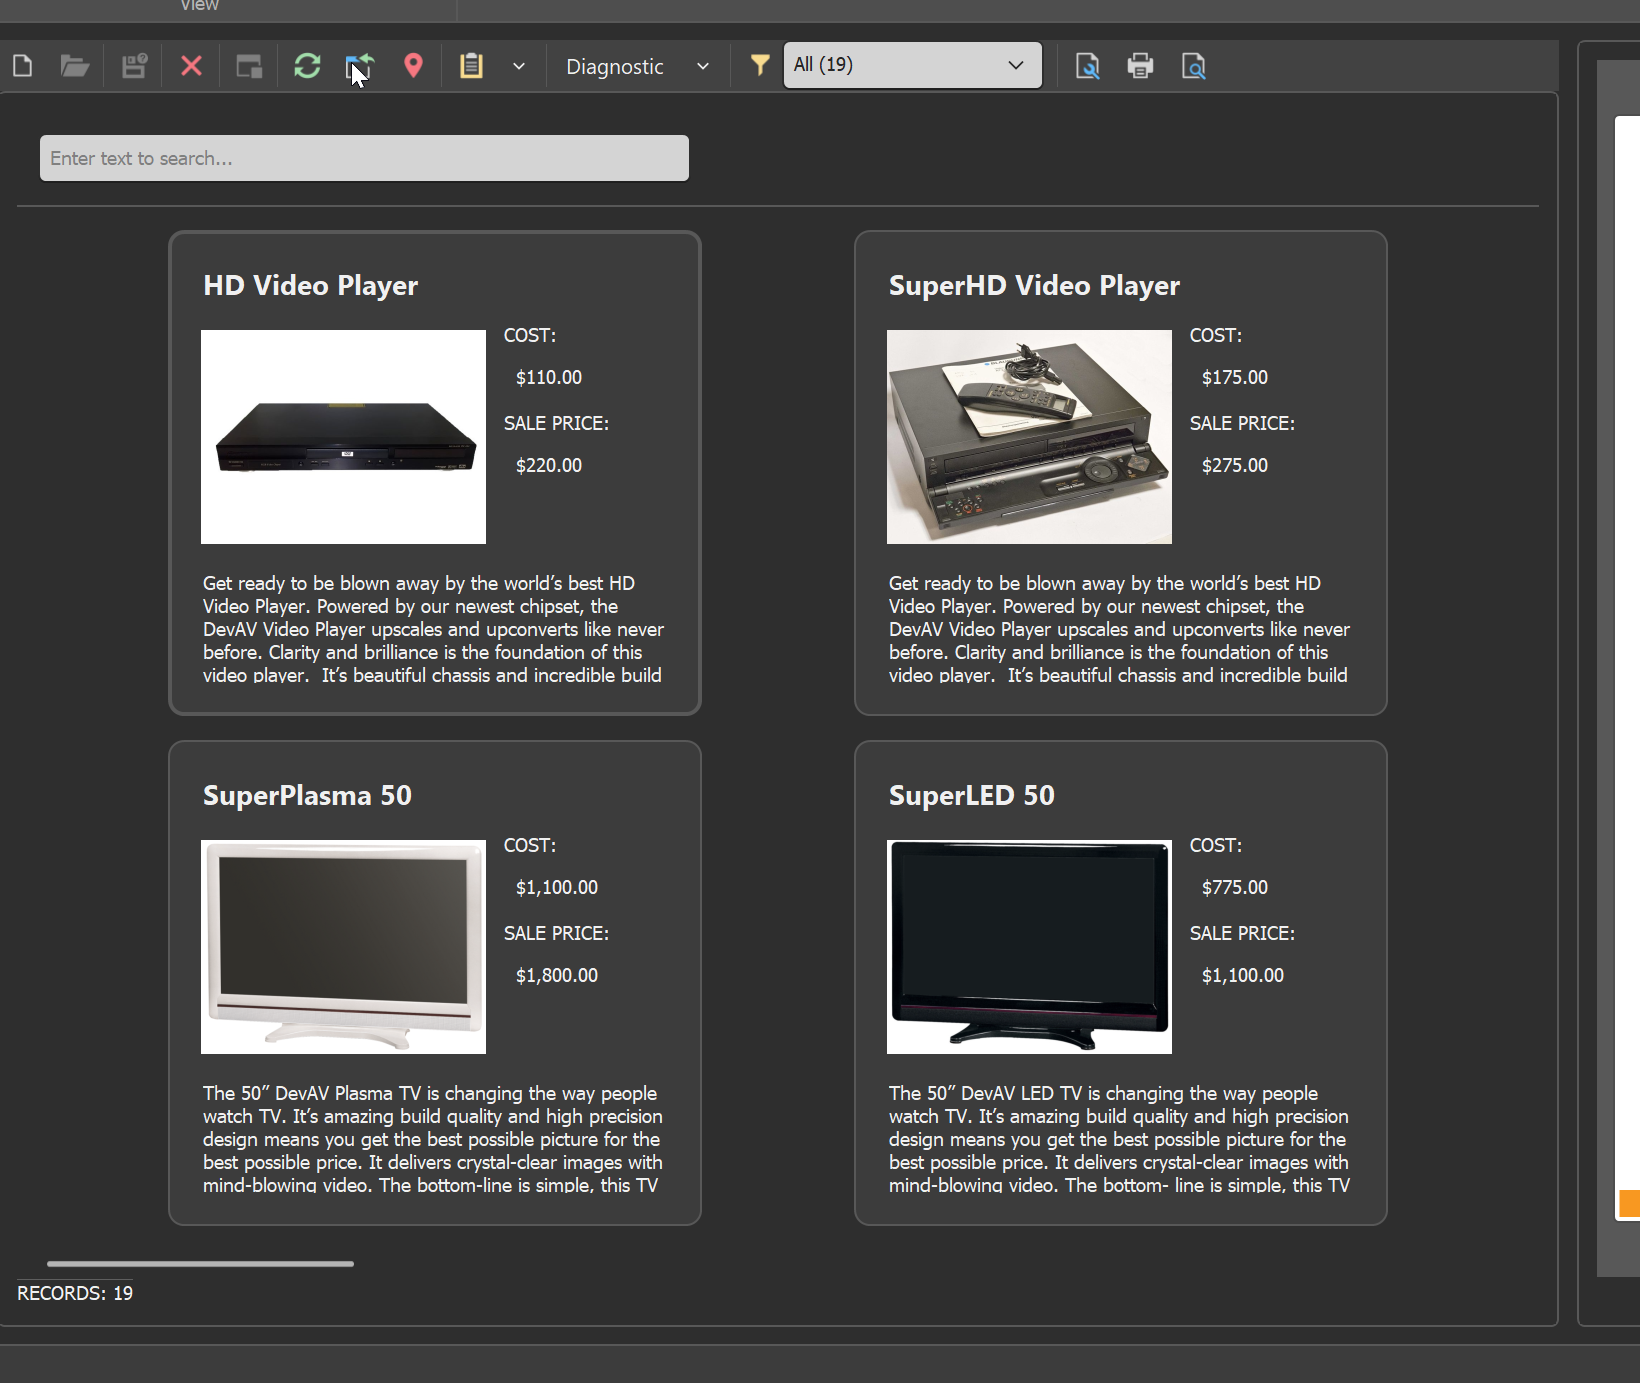 View
Diagnostic
All (19)
Enter text to search...
HD Video Player
COST:
$110.00
SALE PRICE:
$220.00
Get ready to be blown away by the world’s best HD
Video Player. Powered by our newest chipset, the
DevAV Video Player upscales and upconverts like never
before. Clarity and brilliance is the foundation of this
video player.  It’s beautiful chassis and incredible build
SuperHD Video Player
COST:
$175.00
SALE PRICE:
$275.00
Get ready to be blown away by the world’s best HD
Video Player. Powered by our newest chipset, the
DevAV Video Player upscales and upconverts like never
before. Clarity and brilliance is the foundation of this
video player.  It’s beautiful chassis and incredible build
SuperPlasma 50
COST:
$1,100.00
SALE PRICE:
$1,800.00
The 50” DevAV Plasma TV is changing the way people
watch TV. It’s amazing build quality and high precision
design means you get the best possible picture for the
best possible price. It delivers crystal-clear images with
mind-blowing video. The bottom-line is simple, this TV
SuperLED 50
COST:
$775.00
SALE PRICE:
$1,100.00
The 50” DevAV LED TV is changing the way people
watch TV. It’s amazing build quality and high precision
design means you get the best possible picture for the
best possible price. It delivers crystal-clear images with
mind-blowing video. The bottom- line is simple, this TV
RECORDS: 19